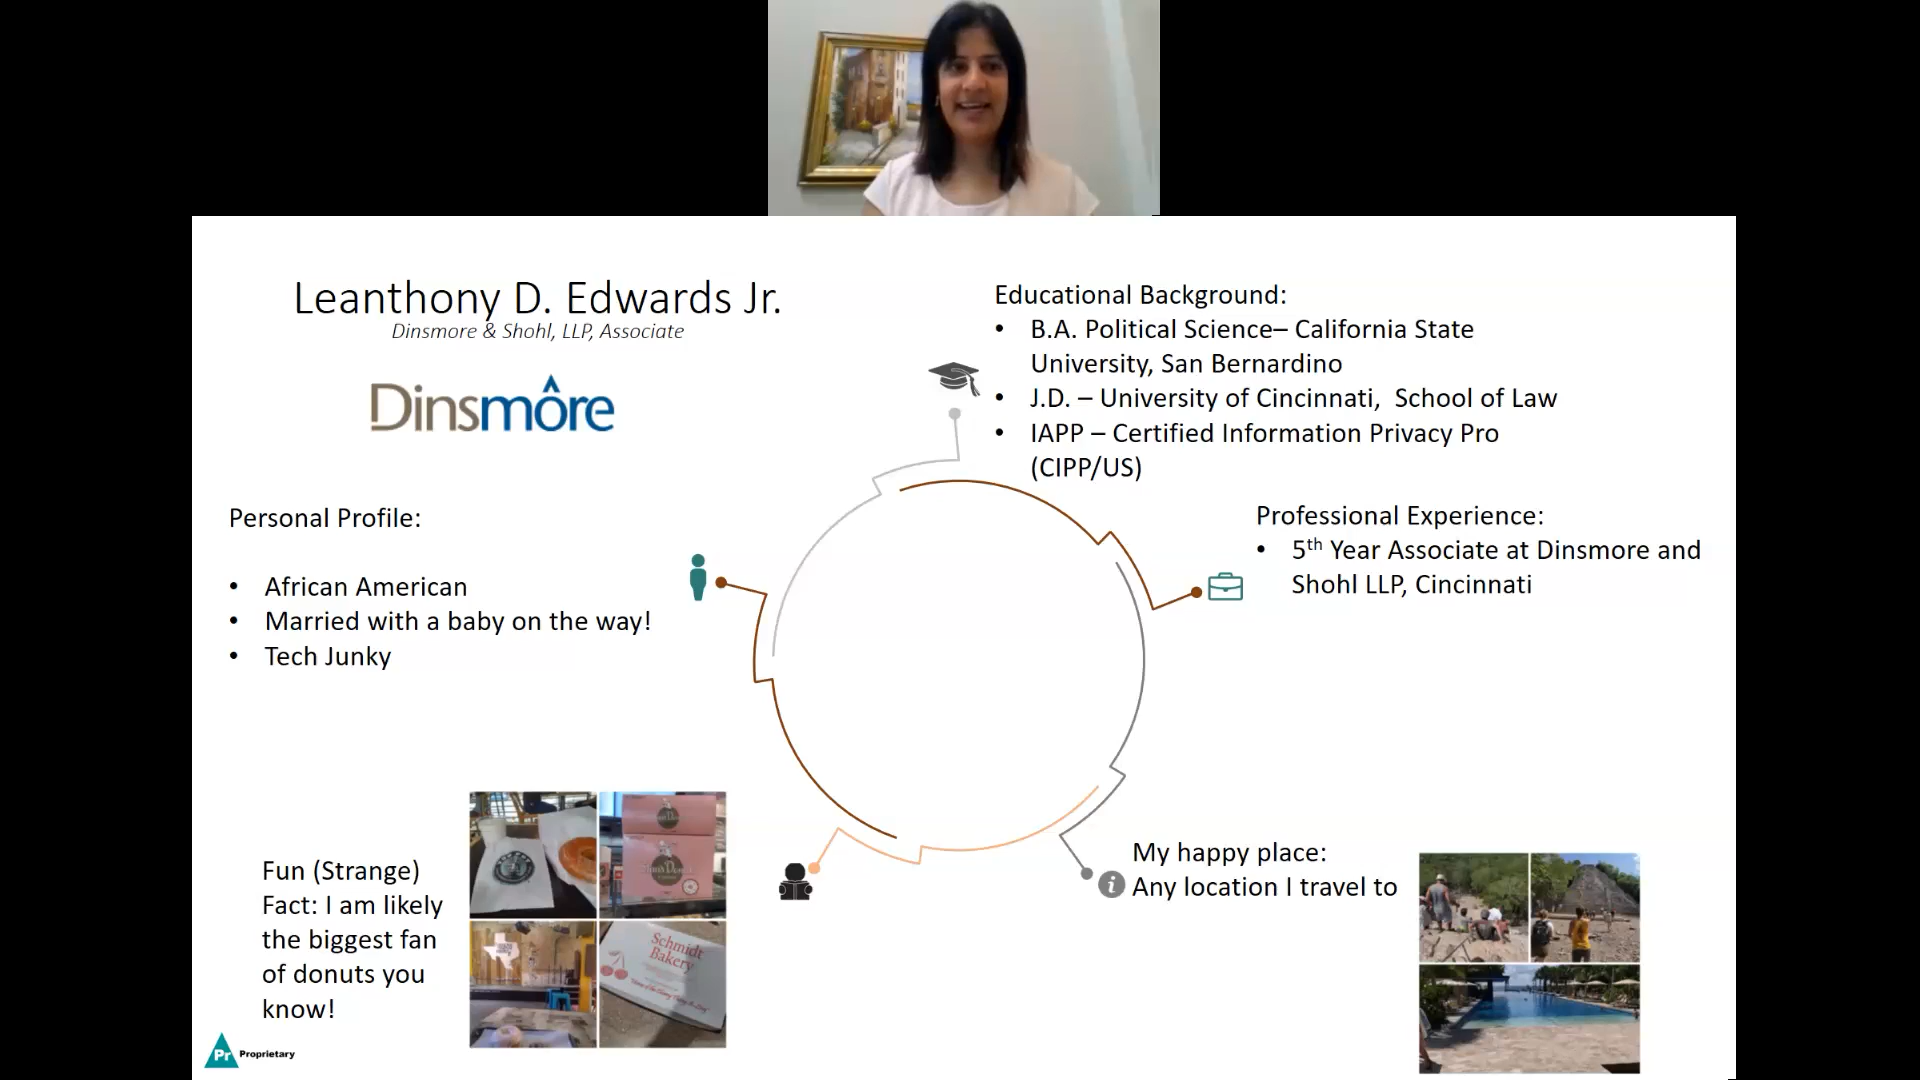 Leanthony D. Edwards Jr.
Dinsmore & Shohl, LLP, Associate
Dinsmôre
Educational Background:
• B.A. Political Science– California State
University, San Bernardino
• J.D. – University of Cincinnati, School of Law
• IAPP – Certified Information Privacy Pro
(CIPP/US)
Professional Experience:
• 5th Year Associate at Dinsmore and
Shohl LLP, Cincinnati
Personal Profile:
• African American
• Married with a baby on the way!
• Tech Junky
Fun (Strange)
Fact: I am likely
the biggest fan
of donuts you
know!
Schmidt
Bakery
My happy place:
Any location I travel to
Pr Proprietary